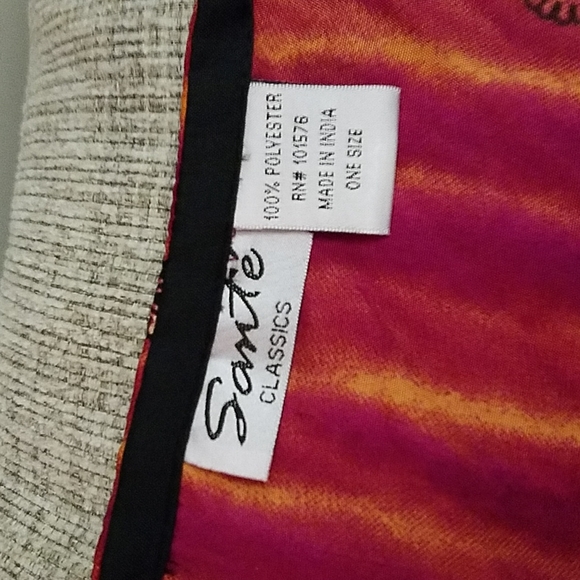 100% POLYESTER
RN# 101576
MADE IN INDIA
ONE SIZE
Sante
CLASSICS